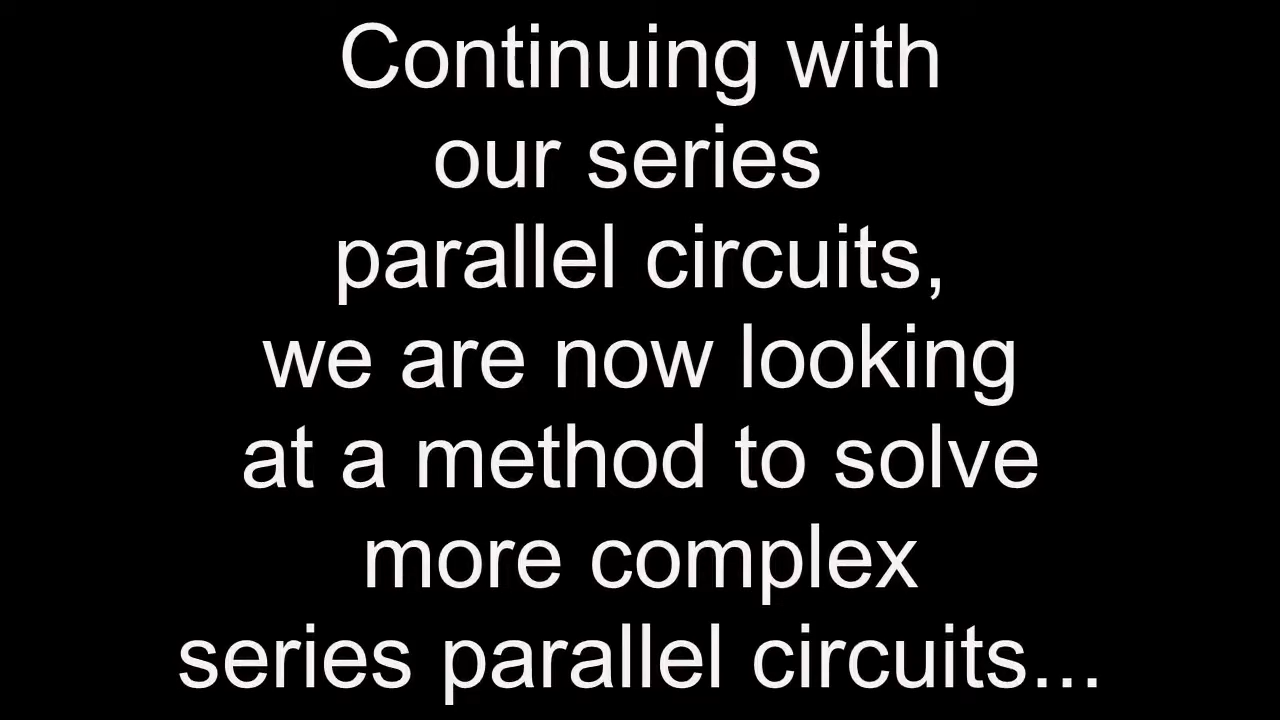 Continuing with
our series
parallel circuits,
we are now looking
at a method to solve
more complex
series parallel circuits...